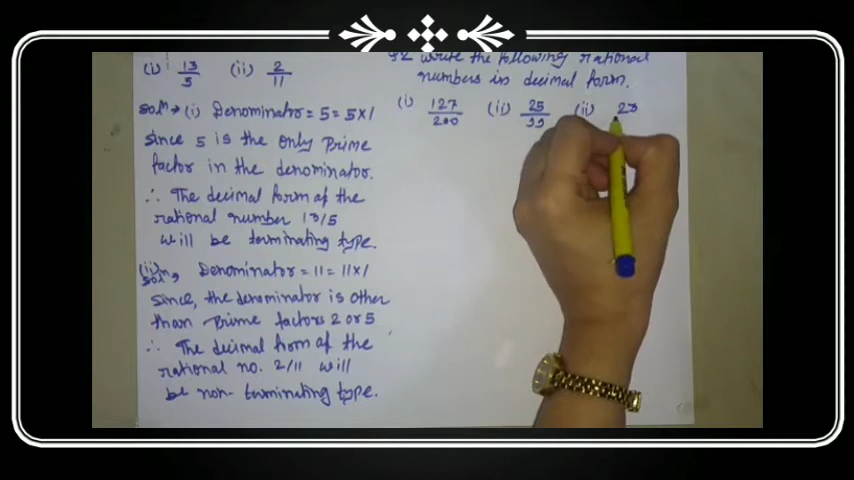 (i) 13/5 (ii) 2/11
solⁿ → (i) Denominator = 5 = 5×1
since 5 is the only Prime
factor in the denominator.
∴ The decimal form of the
rational number 13/5
will be terminating type.
(ii) solⁿ → Denominator = 11 = 11×1
since, the denominator is other
than Prime factors 2 or 5
∴ The decimal from of the
rational no. 2/11 will
be non-terminating type.
Q2 write the following rational
numbers in decimal form.
(i) 127/200 (ii) 25/99 (ii) 23